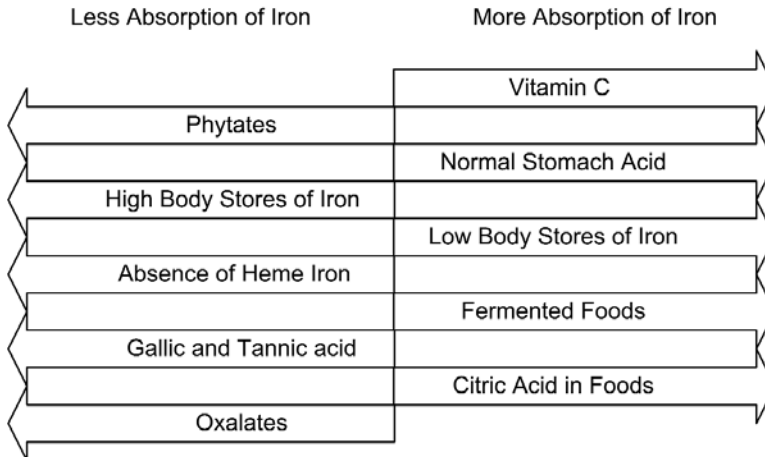 Less Absorption of Iron
More Absorption of Iron
Vitamin C
Phytates
Normal Stomach Acid
High Body Stores of Iron
Low Body Stores of Iron
Absence of Heme Iron
Fermented Foods
Gallic and Tannic acid
Citric Acid in Foods
Oxalates